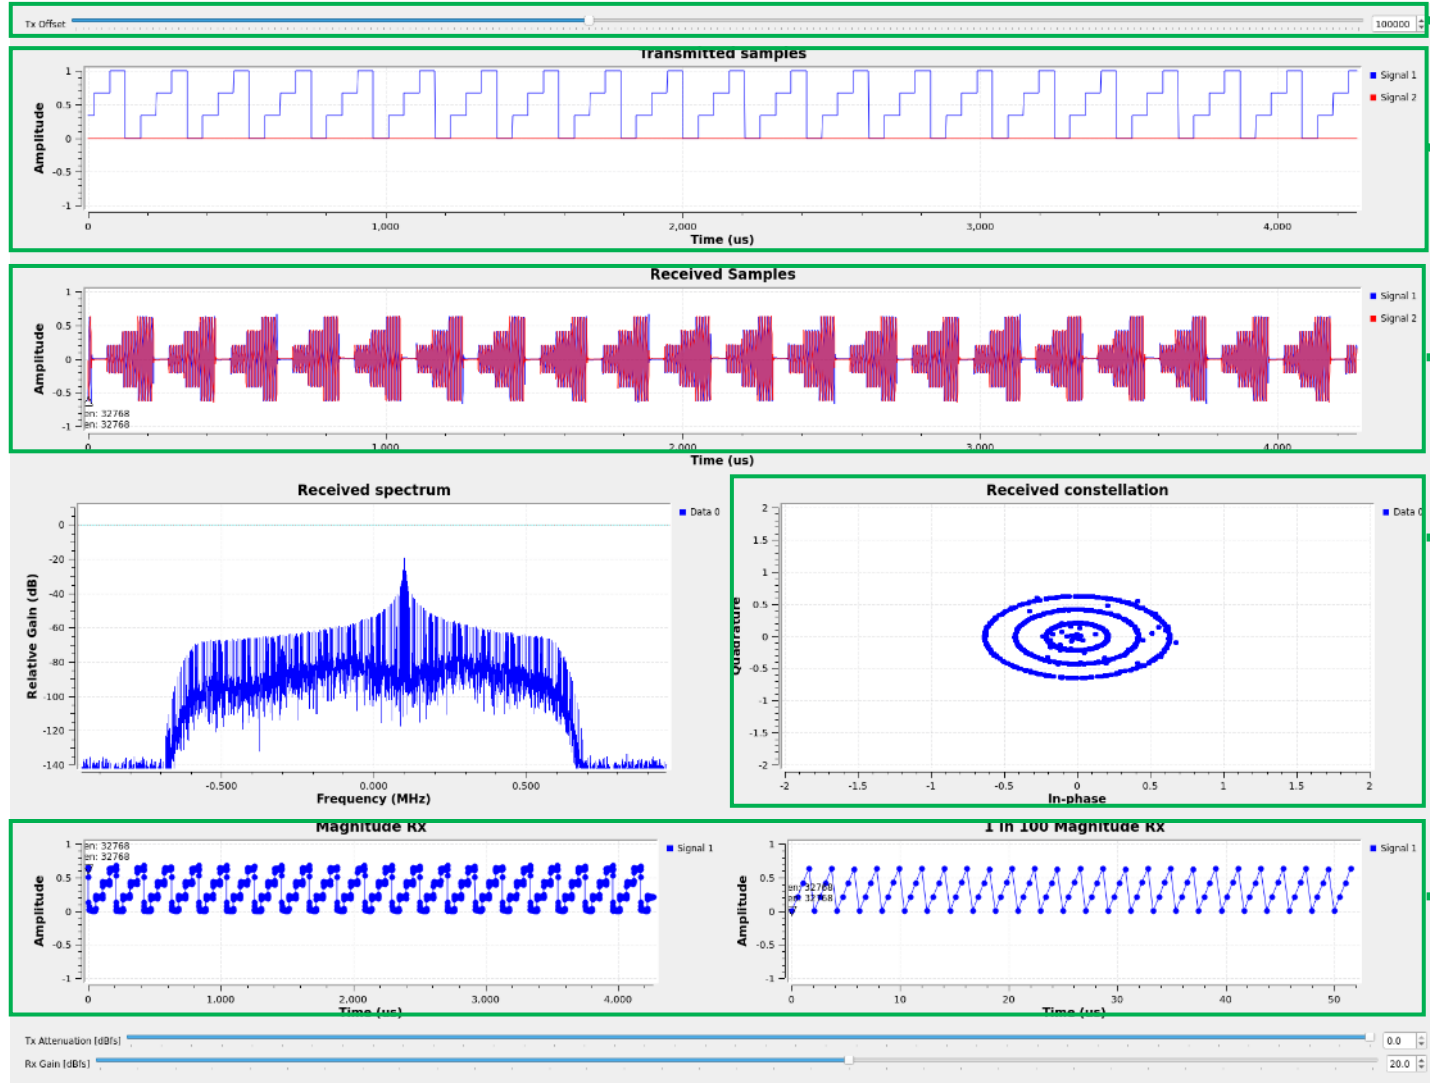 Tx Offset 100000
Transmitted samples
Signal 1
Signal 2
Amplitude
1
0.5
0
-0.5
-1
0 1,000 2,000 3,000 4,000
Time (us)
Received Samples
Signal 1
Signal 2
Amplitude
1
0.5
0
-0.5
-1
en: 32768
en: 32768
0 1,000 2,000 3,000 4,000
Time (us)
Received spectrum
Data 0
Relative Gain (dB)
0
-20
-40
-60
-80
-100
-120
-140
-0.500 0.000 0.500
Frequency (MHz)
Received constellation
Data 0
Quadrature
2
1.5
1
0.5
0
-0.5
-1
-1.5
-2
-2 -1.5 -1 -0.5 0 0.5 1 1.5 2
In-phase
Magnitude Rx
en: 32768
en: 32768
Signal 1
Amplitude
1
0.5
0
-0.5
-1
0 1,000 2,000 3,000 4,000
Time (us)
1 in 100 Magnitude Rx
Signal 1
en: 32768
en: 32768
Amplitude
1
0.5
0
-0.5
-1
0 10 20 30 40 50
Time (us)
Tx Attenuation [dBfs] 0.0
Rx Gain [dBfs] 20.0